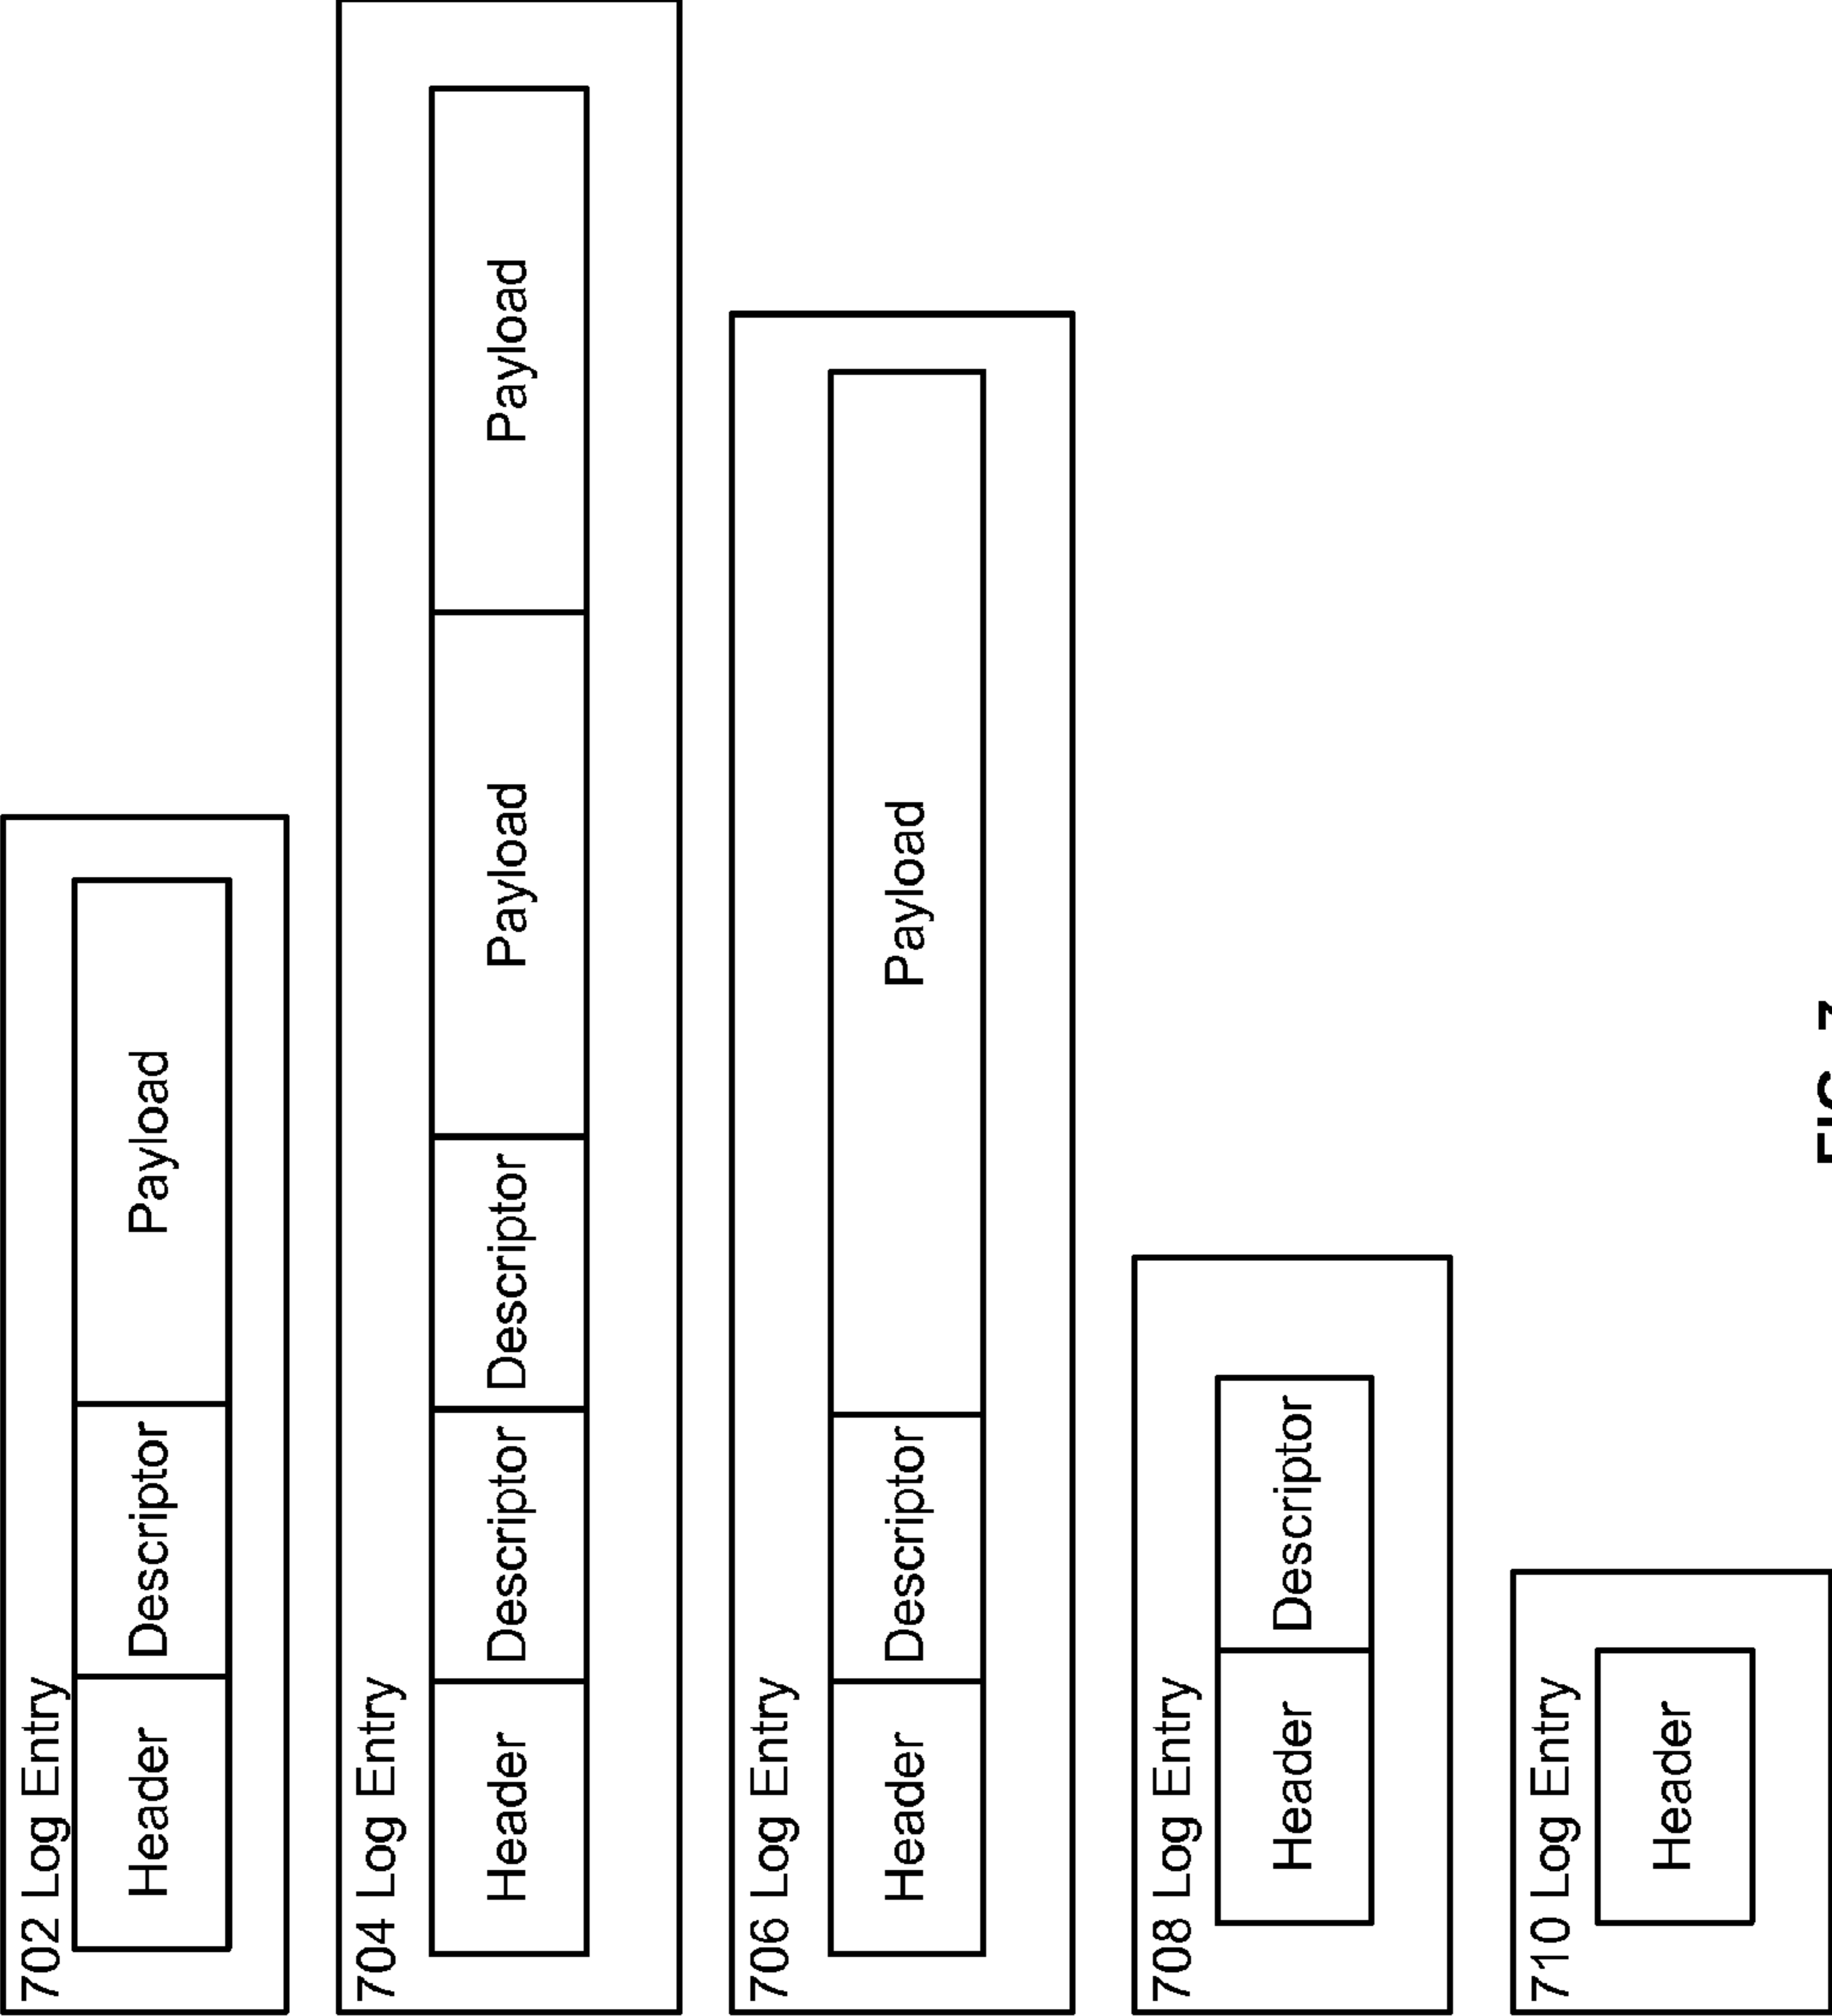 702 Log Entry
Header Descriptor Payload
704 Log Entry
Header Descriptor Descriptor Payload Payload
706 Log Entry
Header Descriptor Payload
708 Log Entry
Header Descriptor
710 Log Entry
Header